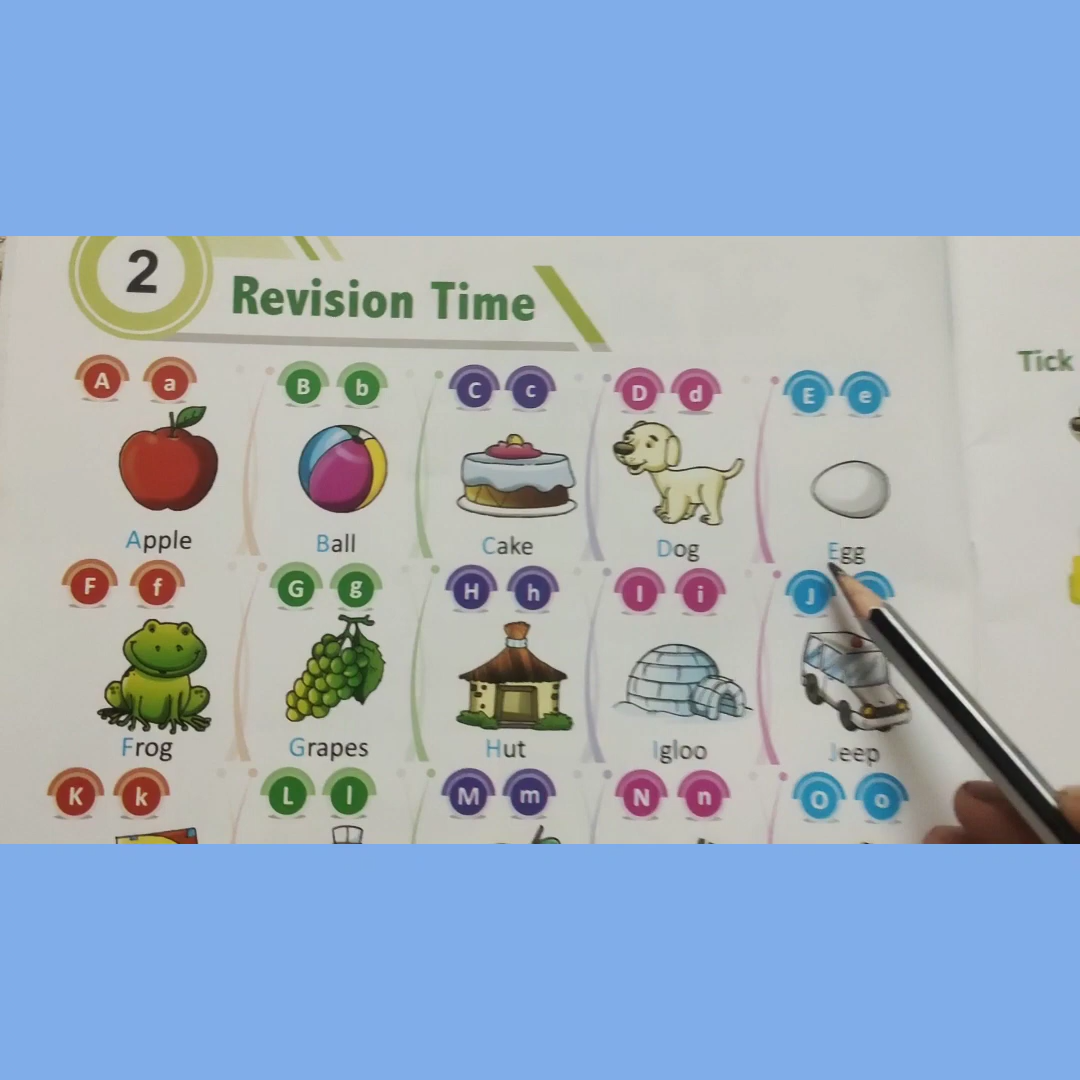 2
Revision Time
Tick
A a B b C c D d E e
Apple Ball Cake Dog Egg
F f G g H h I i J
Frog Grapes Hut Igloo Jeep
K k L l M m N n O o